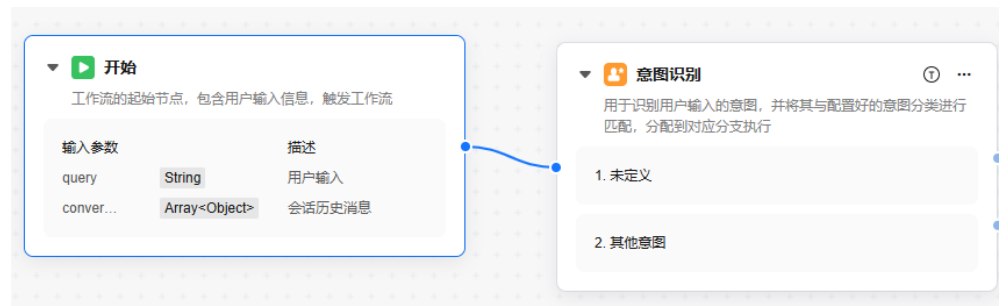 开始
工作流的起始节点，包含用户输入信息，触发工作流
输入参数 描述
query String 用户输入
conver... Array<Object> 会话历史消息
意图识别
用于识别用户输入的意图，并将其与配置好的意图分类进行
匹配，分配到对应分支执行
1. 未定义
2. 其他意图